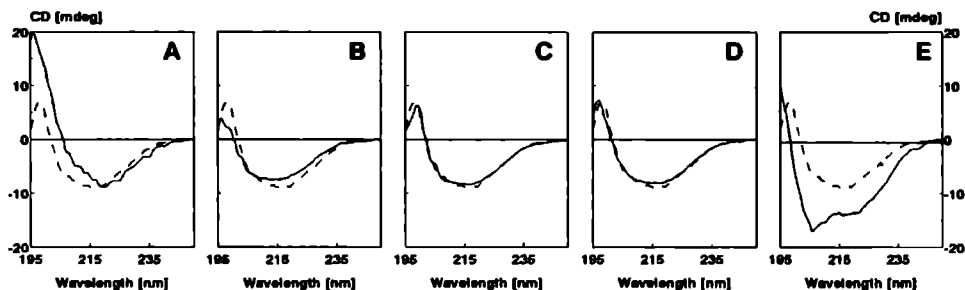 CD [mdeg] CD [mdeg]
20 A B C D E 20
10 10
0 0
-10 -10
-20 -20
195 215 235 195 215 235 195 215 235 195 215 235 195 215 235
Wavelength [nm] Wavelength [nm] Wavelength [nm] Wavelength [nm] Wavelength [nm]